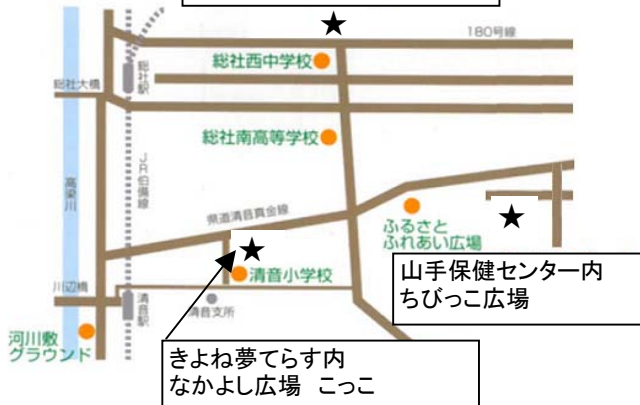 180号線
総社西中学校
総社駅
総社大橋
総社南高等学校
JR伯備線
高梁川
県道清音真金線
ふるさと
ふれあい広場
清音小学校
山手保健センター内
ちびっこ広場
川辺橋
清音駅
清音支所
河川敷
グラウンド
きよね夢てらす内
なかよし広場 こっこ